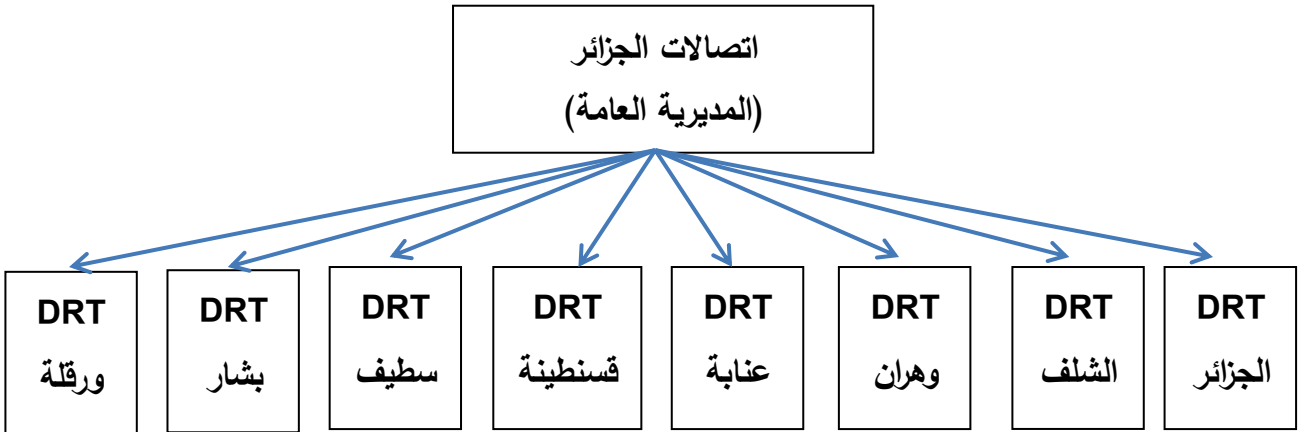 اتصالات الجزائر
(المديرية العامة)
DRT
الجزائر
DRT
الشلف
DRT
وهران
DRT
عنابة
DRT
قسنطينة
DRT
سطيف
DRT
بشار
DRT
ورقلة